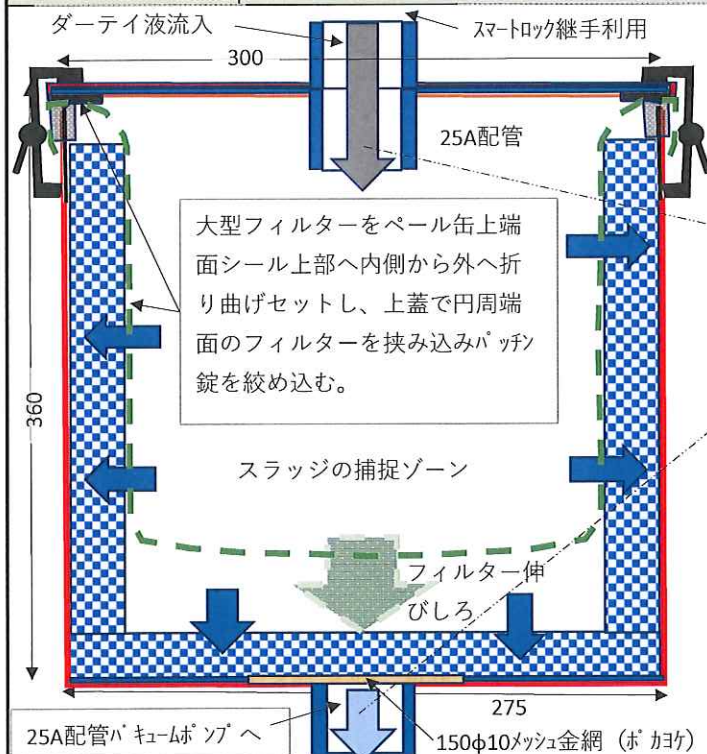 ダーテイ液流入
スマートロック継手利用
300
25A配管
大型フィルターをペール缶上端
面シール上部へ内側から外へ折
り曲げセットし、上蓋で円周端
面のフィルターを挟み込みパッチン
錠を絞め込む。
360
スラッジの捕捉ゾーン
フィルター伸
びしろ
275
25A配管バキュームポンプへ
150φ10メッシュ金網（ボカヨケ）